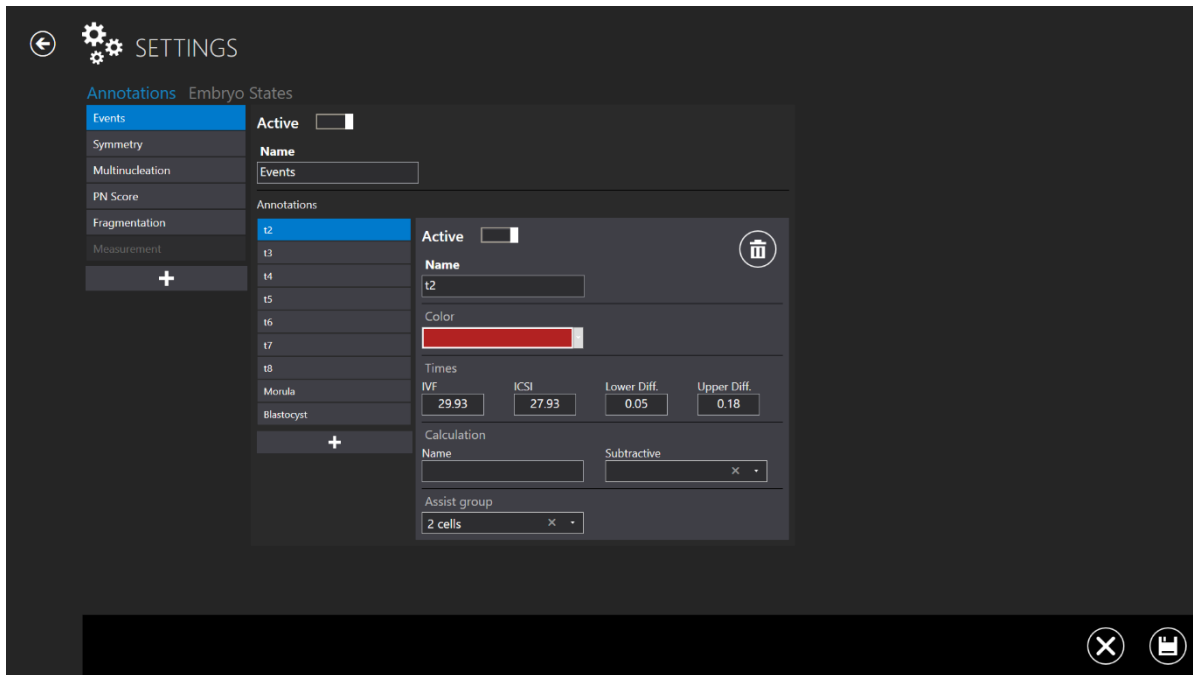 SETTINGS
Annotations Embryo States
Events
Symmetry
Multinucleation
PN Score
Fragmentation
Measurement
Active
Name
Events
Annotations
t2
t3
t4
t5
t6
t7
t8
Morula
Blastocyst
Active
Name
t2
Color
Times
IVF ICSI Lower Diff. Upper Diff.
29.93 27.93 0.05 0.18
Calculation
Name Subtractive
Assist group
2 cells